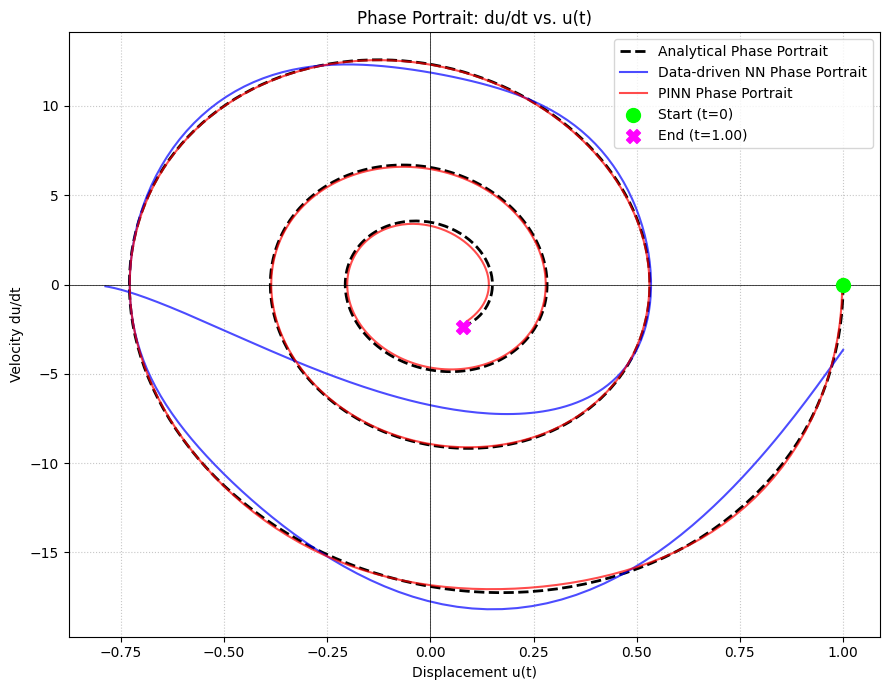 Phase Portrait: du/dt vs. u(t)
Analytical Phase Portrait
Data-driven NN Phase Portrait
PINN Phase Portrait
Start (t=0)
End (t=1.00)
Velocity du/dt
10
5
0
−5
−10
−15
−0.75 −0.50 −0.25 0.00 0.25 0.50 0.75 1.00
Displacement u(t)